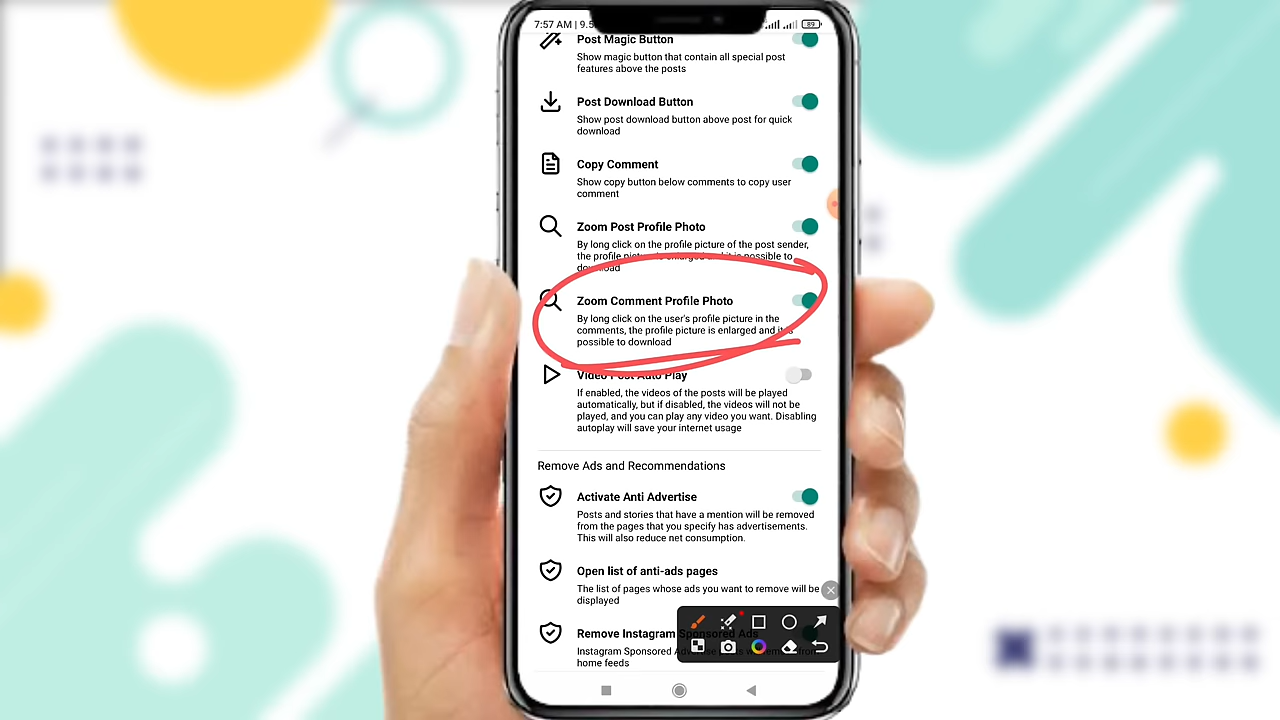 7:57 AM | 9.5
89
Post Magic Button
Show magic button that contain all special post
features above the posts
Post Download Button
Show post download button above post for quick
download
Copy Comment
Show copy button below comments to copy user
comment
Zoom Post Profile Photo
By long click on the profile picture of the post sender,
the profile picture is enlarged and it is possible to
download
Zoom Comment Profile Photo
By long click on the user's profile picture in the
comments, the profile picture is enlarged and it is
possible to download
Video Post Auto Play
If enabled, the videos of the posts will be played
automatically, but if disabled, the videos will not be
played, and you can play any video you want. Disabling
autoplay will save your internet usage
Remove Ads and Recommendations
Activate Anti Advertise
Posts and stories that have a mention will be removed
from the pages that you specify has advertisements.
This will also reduce net consumption.
Open list of anti-ads pages
The list of pages whose ads you want to remove will be
displayed
Remove Instagram Sponsored Ads
Instagram Sponsored from
home feeds